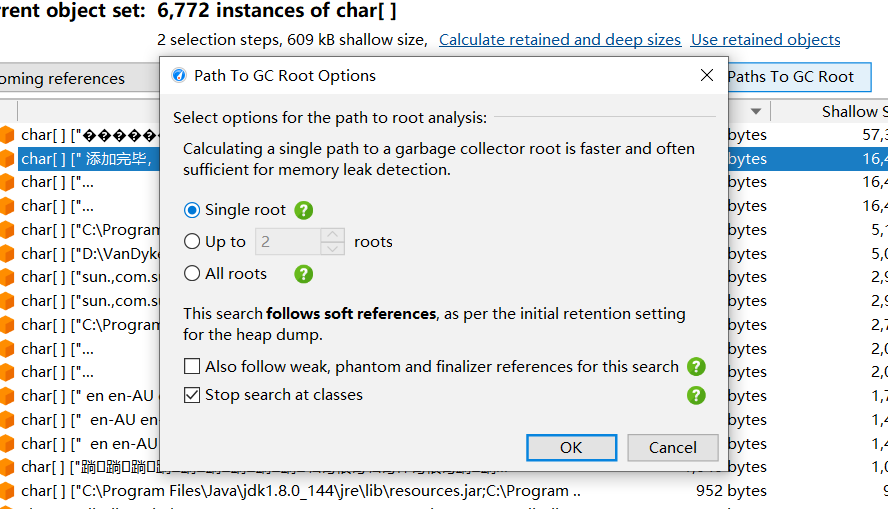 rrent object set: 6,772 instances of char[ ]
2 selection steps, 609 kB shallow size, Calculate retained and deep sizes Use retained objects
oming references
Paths To GC Root
Path To GC Root Options
Shallow S
Select options for the path to root analysis:
Calculating a single path to a garbage collector root is faster and often
sufficient for memory leak detection.
Single root
Up to 2 roots
All roots
This search follows soft references, as per the initial retention setting
for the heap dump.
Also follow weak, phantom and finalizer references for this search
Stop search at classes
OK Cancel
char[ ] ["������ bytes 57,3
char[ ] [" 添加完毕, bytes 16,4
char[ ] ["... bytes 16,4
char[ ] ["... bytes 16,4
char[ ] ["C:\Program bytes 5,1
char[ ] ["D:\VanDyke bytes 5,0
char[ ] ["sun.,com.su bytes 2,9
char[ ] ["sun.,com.su bytes 2,9
char[ ] ["C:\Program bytes 2,7
char[ ] ["... bytes 2,0
char[ ] ["... bytes 2,0
char[ ] [" en en-AU bytes 1,7
char[ ] [" en-AU en- bytes 1,4
char[ ] [" en en-AU bytes 1,4
char[ ] [" bytes 1,0
char[ ] ["C:\Program Files\Java\jdk1.8.0_144\jre\lib\resources.jar;C:\Program .. 952 bytes 9